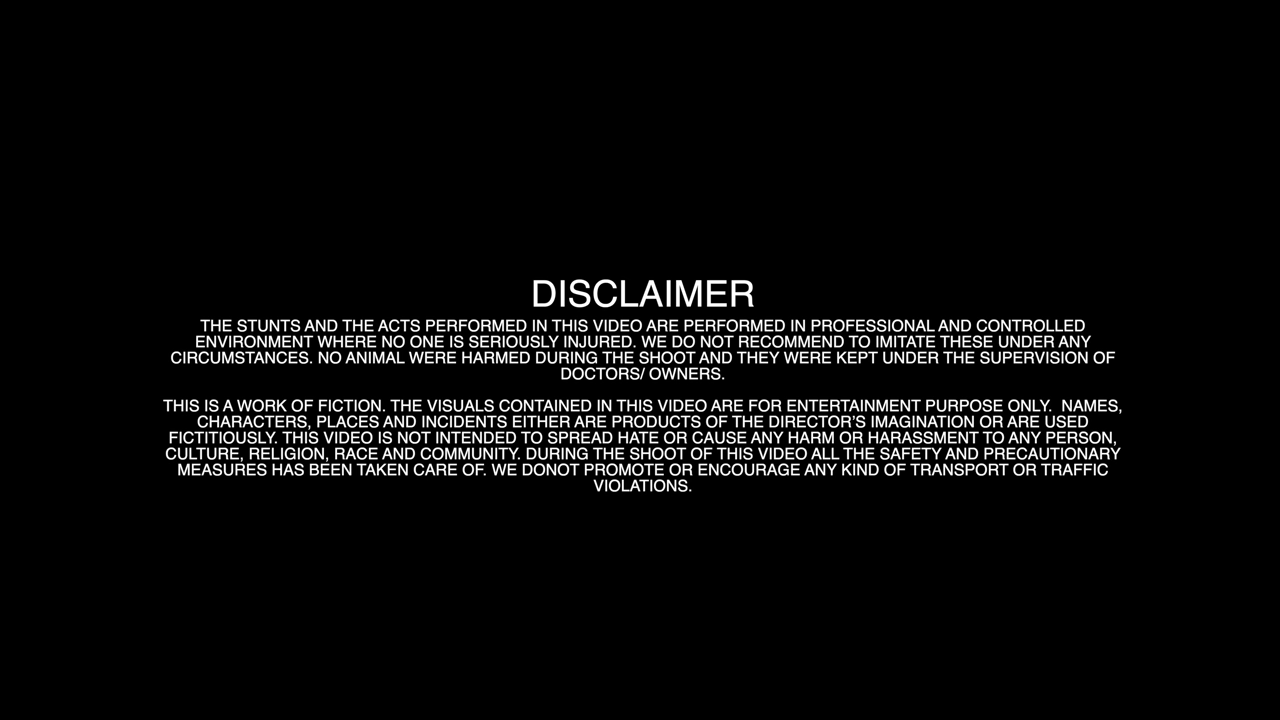 DISCLAIMER
THE STUNTS AND THE ACTS PERFORMED IN THIS VIDEO ARE PERFORMED IN PROFESSIONAL AND CONTROLLED
ENVIRONMENT WHERE NO ONE IS SERIOUSLY INJURED. WE DO NOT RECOMMEND TO IMITATE THESE UNDER ANY
CIRCUMSTANCES. NO ANIMAL WERE HARMED DURING THE SHOOT AND THEY WERE KEPT UNDER THE SUPERVISION OF
DOCTORS/ OWNERS.
THIS IS A WORK OF FICTION. THE VISUALS CONTAINED IN THIS VIDEO ARE FOR ENTERTAINMENT PURPOSE ONLY.  NAMES,
CHARACTERS, PLACES AND INCIDENTS EITHER ARE PRODUCTS OF THE DIRECTOR'S IMAGINATION OR ARE USED
FICTITIOUSLY. THIS VIDEO IS NOT INTENDED TO SPREAD HATE OR CAUSE ANY HARM OR HARASSMENT TO ANY PERSON,
CULTURE, RELIGION, RACE AND COMMUNITY. DURING THE SHOOT OF THIS VIDEO ALL THE SAFETY AND PRECAUTIONARY
MEASURES HAS BEEN TAKEN CARE OF. WE DONOT PROMOTE OR ENCOURAGE ANY KIND OF TRANSPORT OR TRAFFIC
VIOLATIONS.